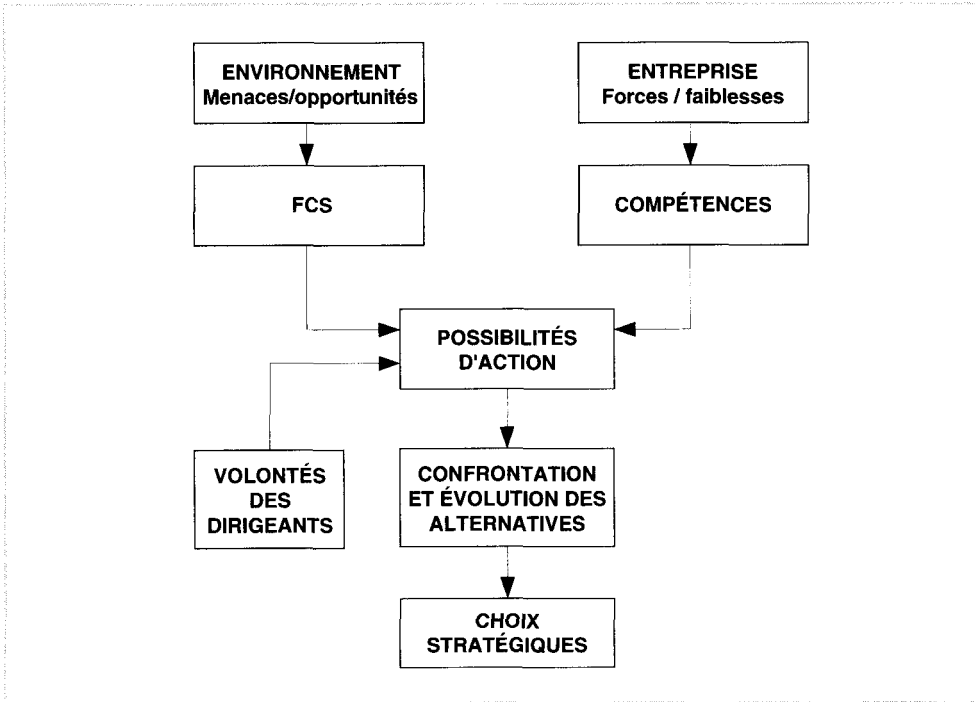 ENVIRONNEMENT
Menaces/opportunités
ENTREPRISE
Forces / faiblesses
FCS
COMPÉTENCES
POSSIBILITÉS
D'ACTION
VOLONTÉS
DES
DIRIGEANTS
CONFRONTATION
ET ÉVOLUTION DES
ALTERNATIVES
CHOIX
STRATÉGIQUES